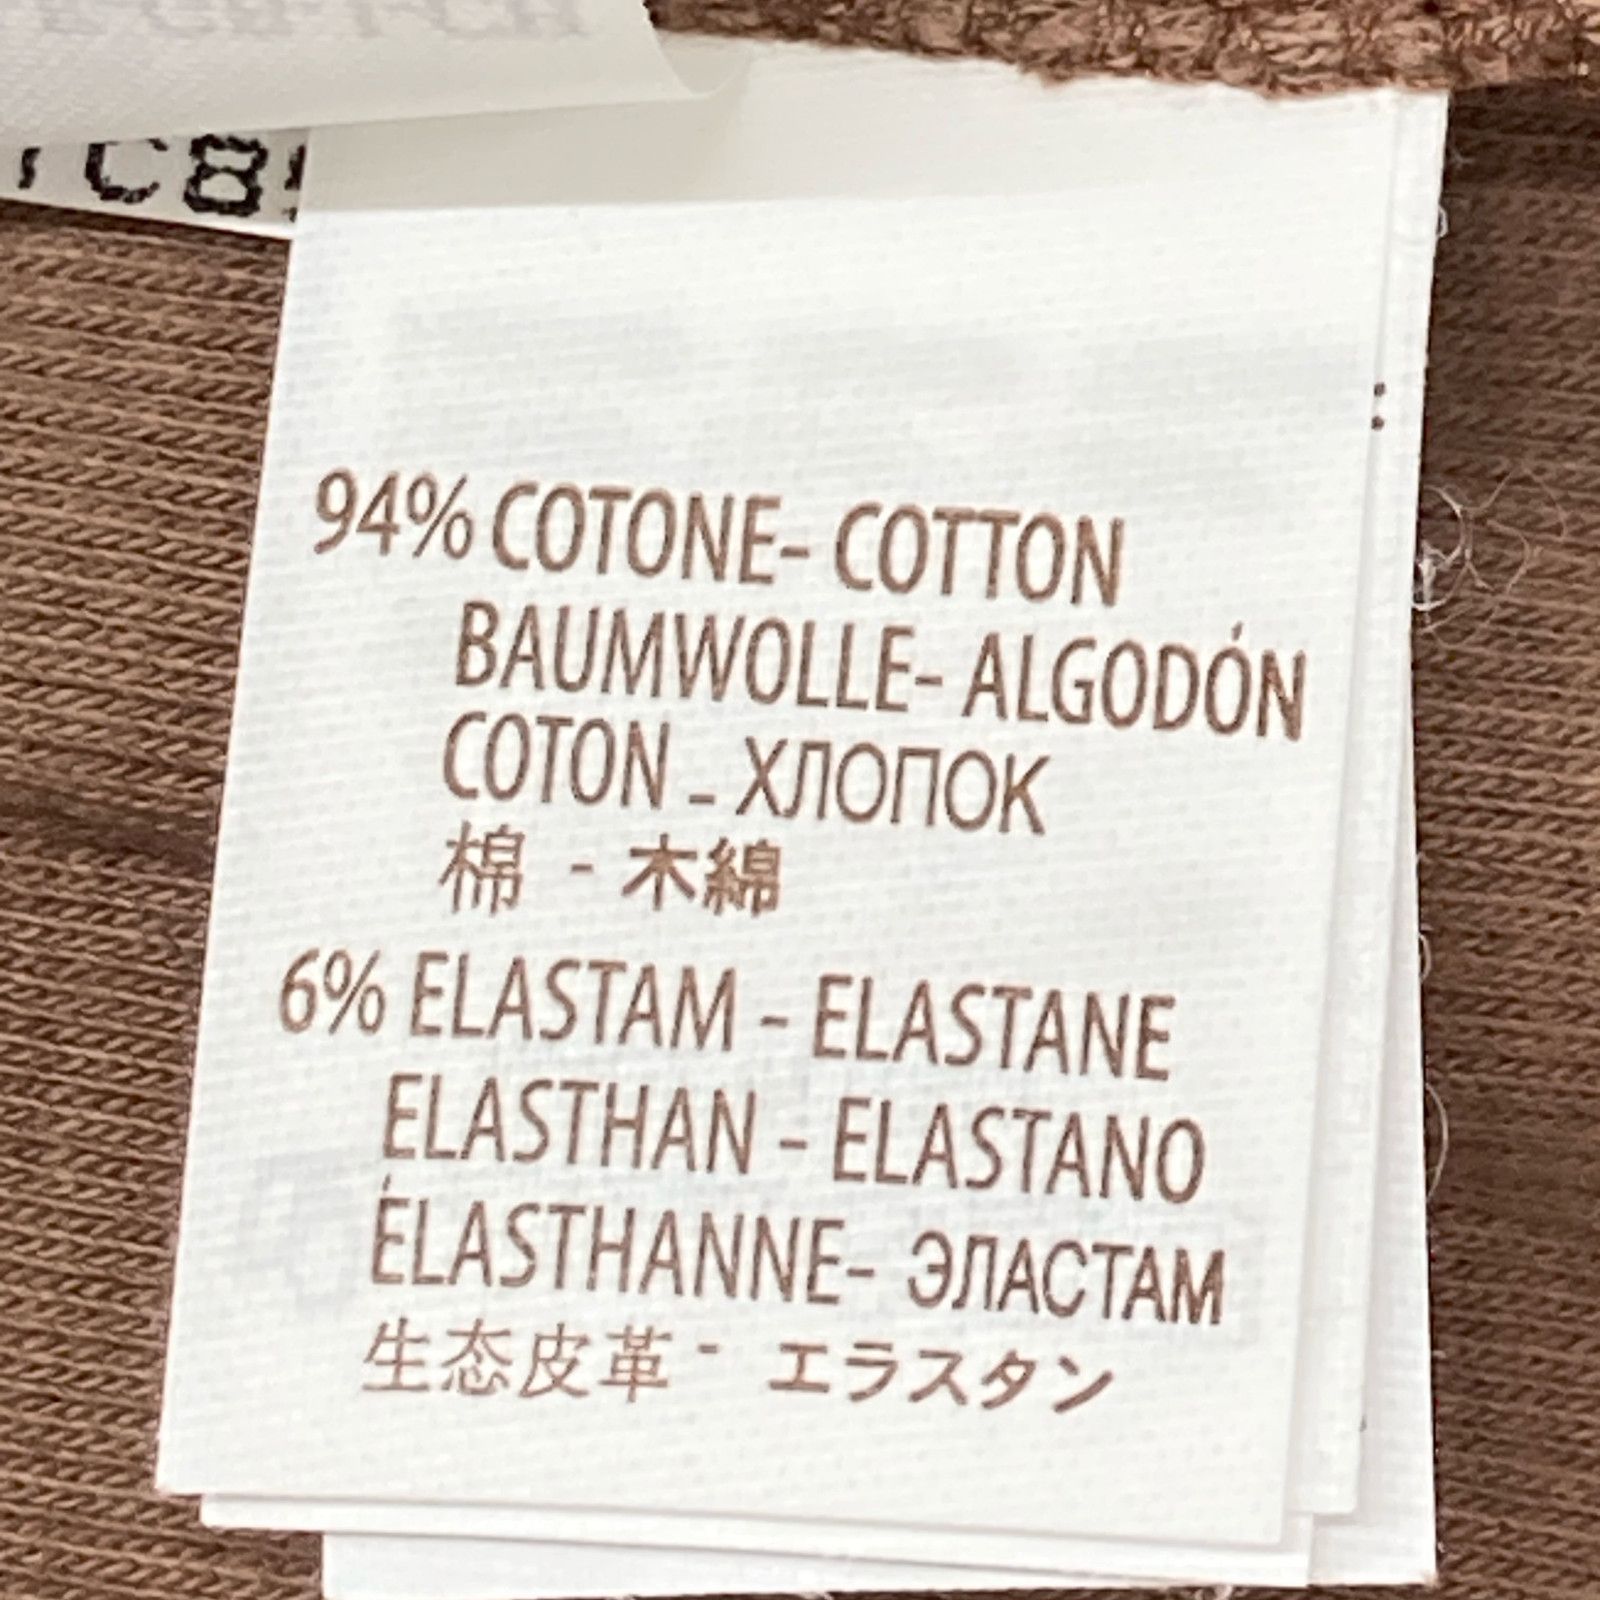 94% COTONE- COTTON
BAUMWOLLE- ALGODÓN
COTON - ХЛОПОК
棉 - 木綿
6% ELASTAM - ELASTANE
ELASTHAN - ELASTANO
ÉLASTHANNE- ЭЛАСТАМ
生态皮革 - エラスタン